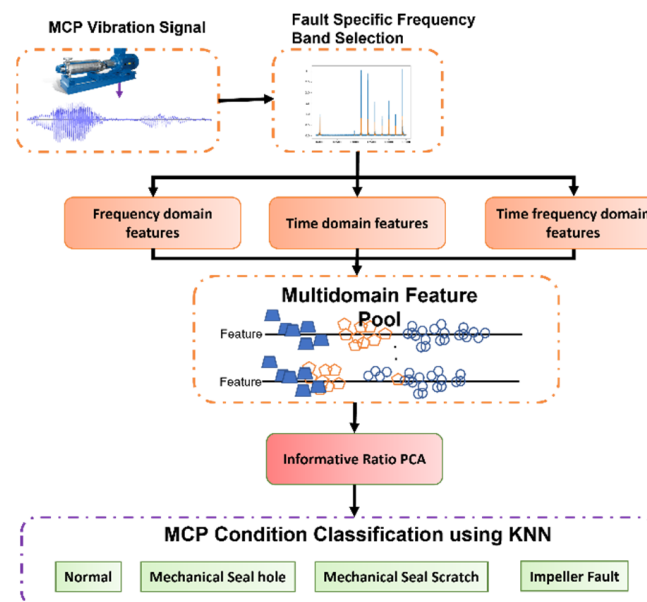 MCP Vibration Signal
Fault Specific Frequency
Band Selection
Frequency domain
features
Time domain features
Time frequency domain
features
Multidomain Feature
Pool
Feature
Feature
Informative Ratio PCA
MCP Condition Classification using KNN
Normal
Mechanical Seal hole
Mechanical Seal Scratch
Impeller Fault